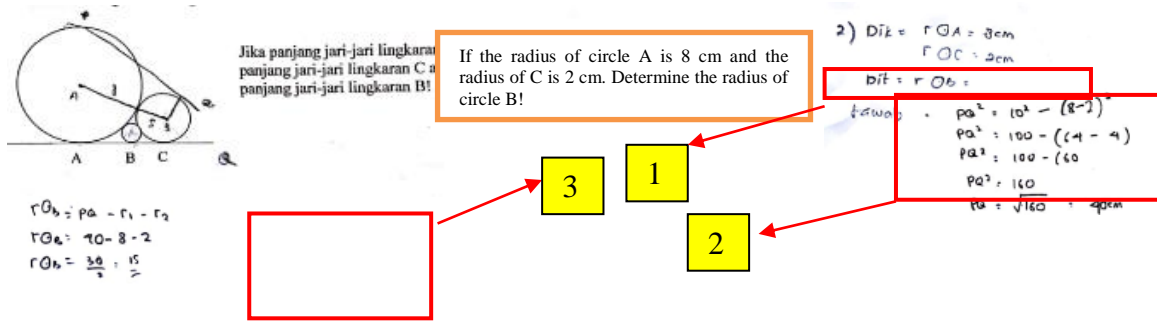 Jika panjang jari-jari lingkaran
panjang jari-jari lingkaran C a
panjang jari-jari lingkaran B!
If the radius of circle A is 8 cm and the
radius of C is 2 cm. Determine the radius of
circle B!
2) Dik = r ⊙A = 8cm
r ⊙C = 2cm
Dit = r ⊙b =
Jawab .
PQ² = 10² - (8-2)²
PQ² = 100 - (64 - 4)
PQ² = 100 - (60
PQ² = 160
PQ = √160 = 40cm
A
A B C Q
3
1
2
r⊙b = PQ - r₁ - r₂
r⊙B = 40 - 8 - 2
r⊙b = 30/2 = 15